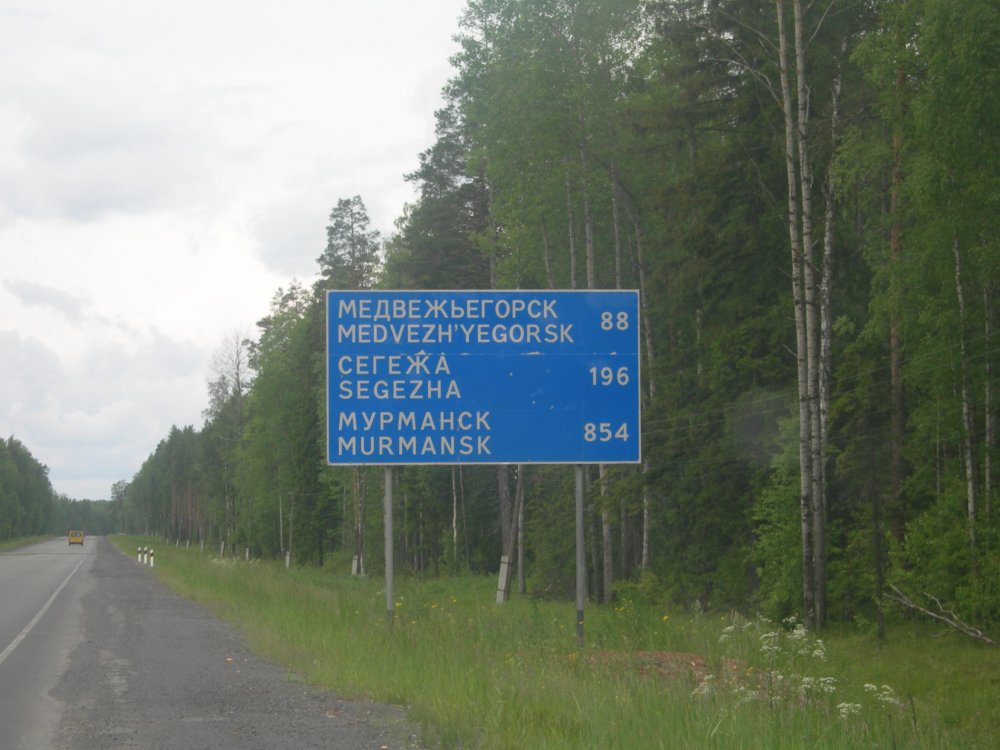 МЕДВЕЖЬЕГОРСК 88
MEDVEZH'YEGORSK
СЕГЕЖА 196
SEGEZHA
МУРМАНСК 854
MURMANSK